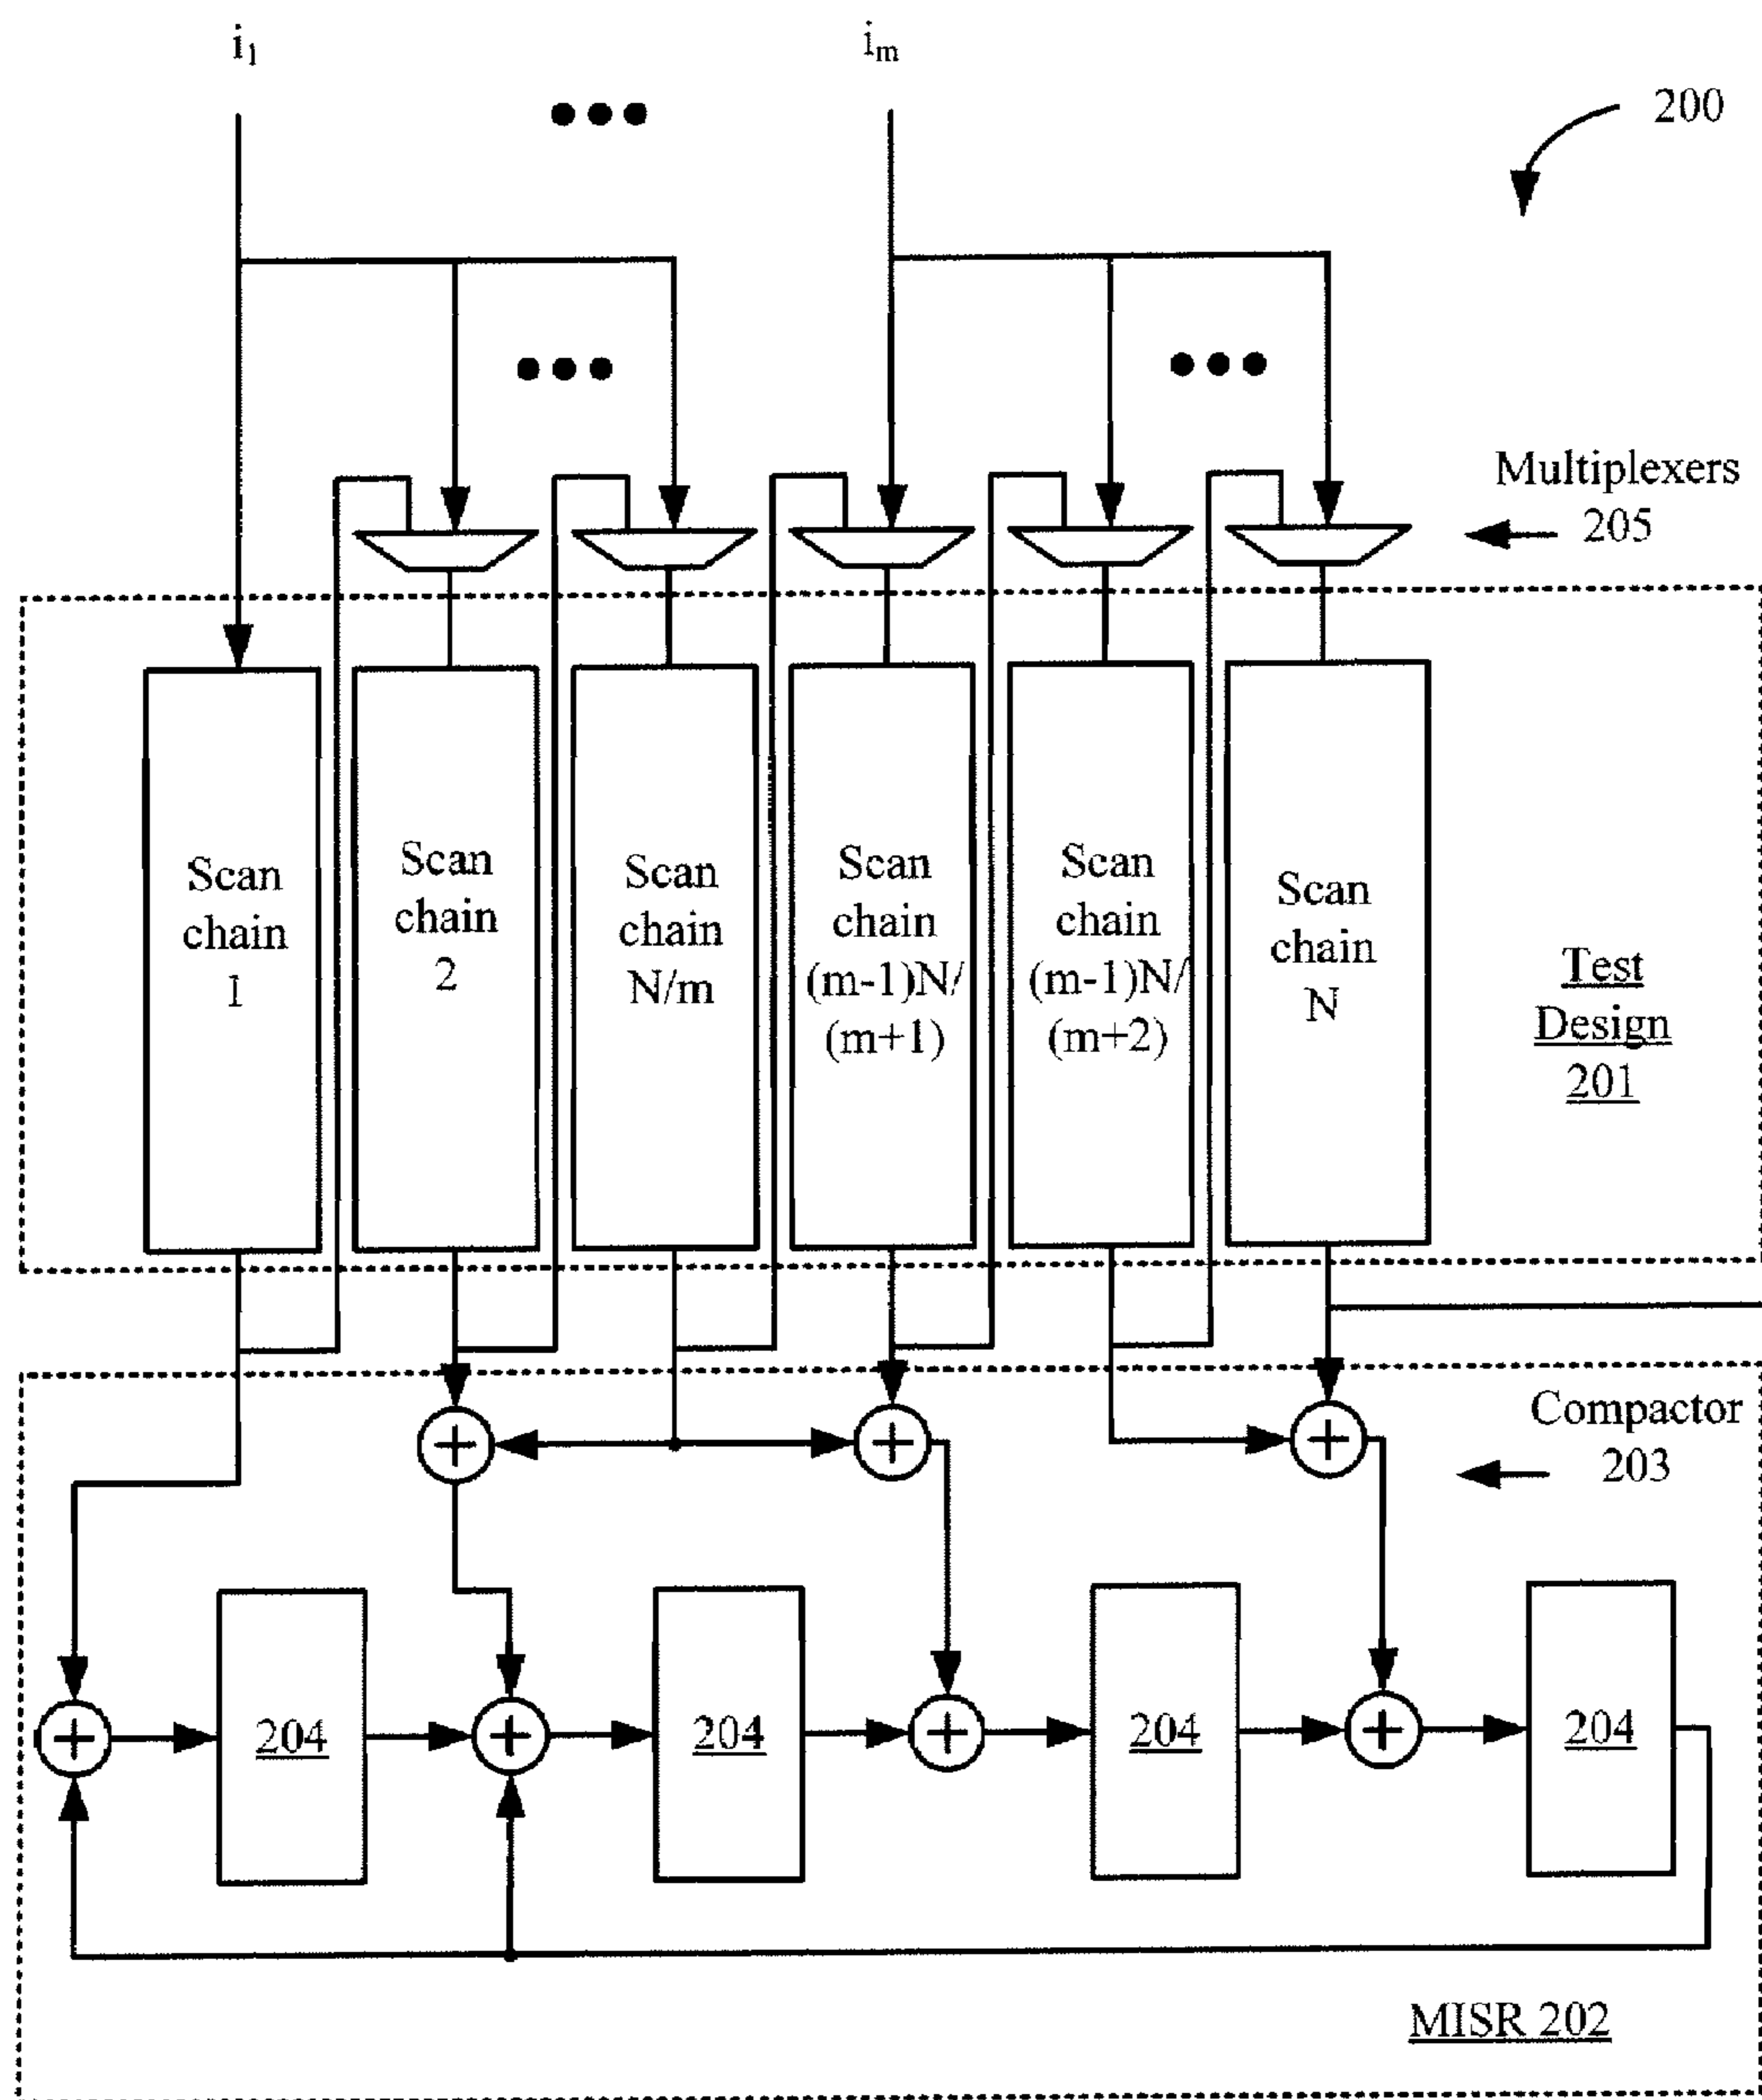 i₁
iₘ
200
Multiplexers
205
Scan
chain
1
Scan
chain
2
Scan
chain
N/m
Scan
chain
(m-1)N/
(m+1)
Scan
chain
(m-1)N/
(m+2)
Scan
chain
N
Test
Design
201
Compactor
203
204
204
204
204
MISR 202